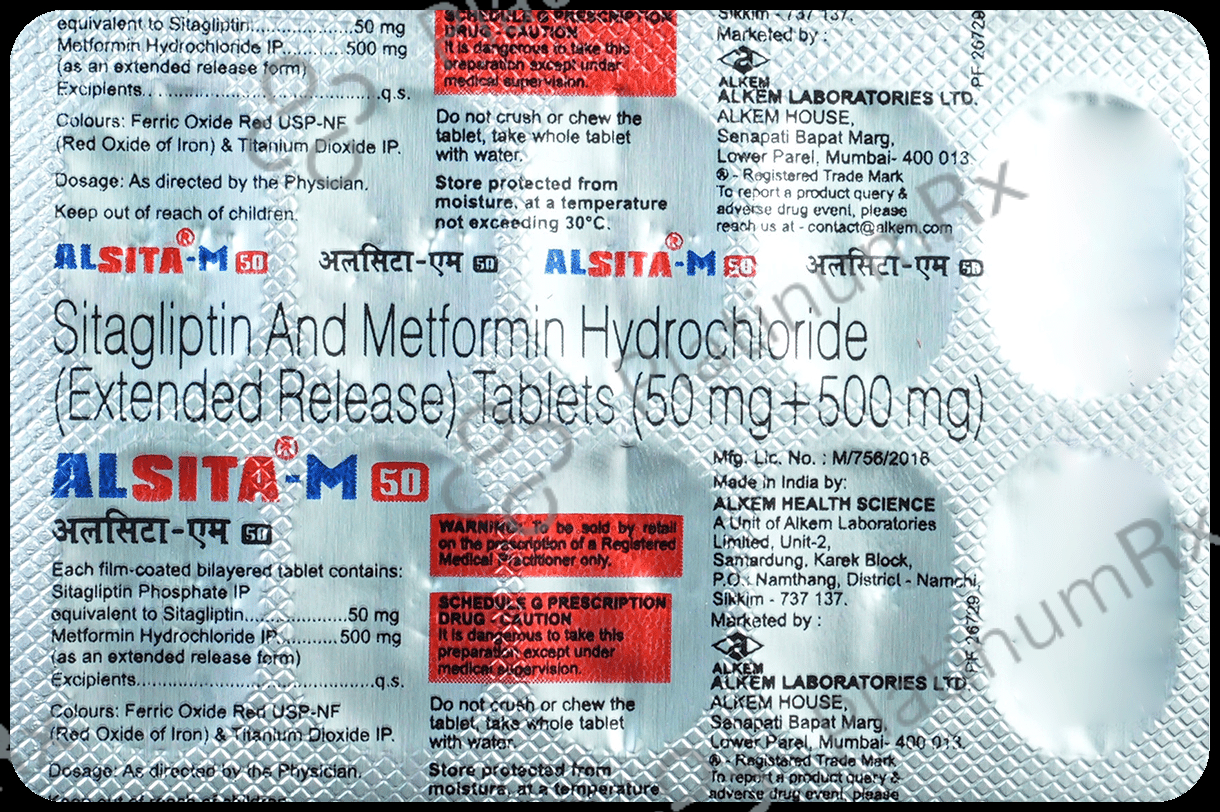 equivalent to Sitagliptin....................50 mg
Metformin Hydrochloride IP..........500 mg
(as an extended release form)
Excipients.......................................q.s.
Colours: Ferric Oxide Red USP-NF
(Red Oxide of Iron) & Titanium Dioxide IP.
Dosage: As directed by the Physician.
Keep out of reach of children.
SCHEDULE G PRESCRIPTION
DRUG - CAUTION
It is dangerous to take this
preparation except under
medical supervision.
Do not crush or chew the
tablet, take whole tablet
with water.
Store protected from
moisture, at a temperature
not exceeding 30°C.
Sikkim - 737 137.
Marketed by :
ALKEM
ALKEM LABORATORIES LTD.
ALKEM HOUSE,
Senapati Bapat Marg,
Lower Parel, Mumbai- 400 013.
® - Registered Trade Mark
To report a product query &
adverse drug event, please
reach us at - contact@alkem.com
PF 26729
ALSITA®-M 50 अलसिटा-एम 50 ALSITA®-M 50 अलसिटा-एम 50
Sitagliptin And Metformin Hydrochloride
(Extended Release) Tablets (50 mg+500 mg)
ALSITA®-M 50
अलसिटा-एम 50
Each film-coated bilayered tablet contains:
Sitagliptin Phosphate IP
equivalent to Sitagliptin....................50 mg
Metformin Hydrochloride IP..........500 mg
(as an extended release form)
Excipients.......................................q.s.
Colours: Ferric Oxide Red USP-NF
(Red Oxide of Iron) & Titanium Dioxide IP.
Dosage: As directed by the Physician.
Keep out of reach of children.
WARNING: To be sold by retail
on the prescription of a Registered
Medical Practitioner only.
SCHEDULE G PRESCRIPTION
DRUG - CAUTION
It is dangerous to take this
preparation except under
medical supervision.
Do not crush or chew the
tablet, take whole tablet
with water.
Store protected from
moisture, at a temperature
Mfg. Lic. No. : M/756/2016
Made in India by:
ALKEM HEALTH SCIENCE
A Unit of Alkem Laboratories
Limited, Unit-2,
Samardung, Karek Block,
P.O.: Namthang, District - Namchi,
Sikkim - 737 137.
Marketed by :
ALKEM
ALKEM LABORATORIES LTD.
ALKEM HOUSE,
Senapati Bapat Marg,
Lower Parel, Mumbai- 400 013.
® - Registered Trade Mark
To report a product query &
adverse drug event, please
PF 26729
PlatinumRx
PlatinumRx